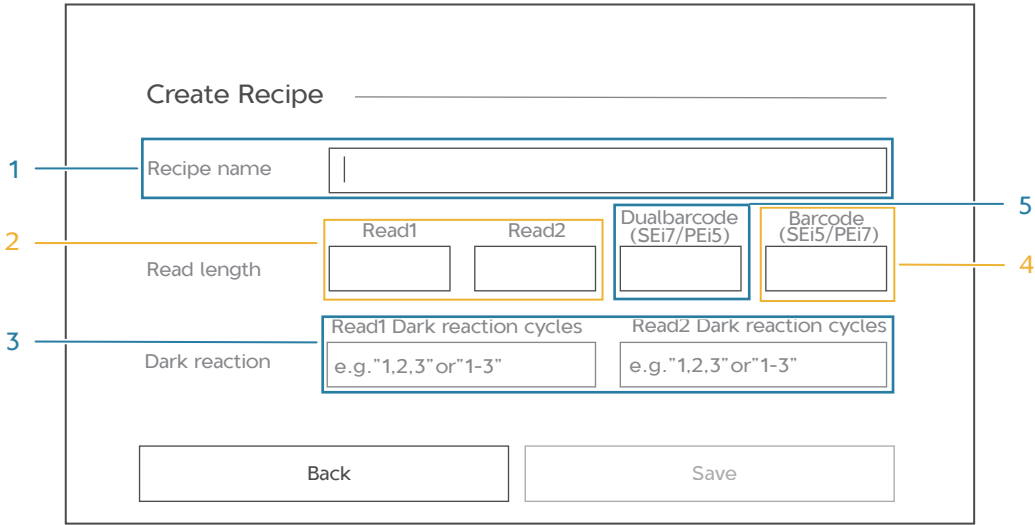 Create Recipe
1
Recipe name
5
2
Read1
Read2
Dualbarcode
(SEi7/PEi5)
Barcode
(SEi5/PEi7)
Read length
4
3
Read1 Dark reaction cycles
Read2 Dark reaction cycles
Dark reaction
e.g."1,2,3"or"1-3"
e.g."1,2,3"or"1-3"
Back
Save